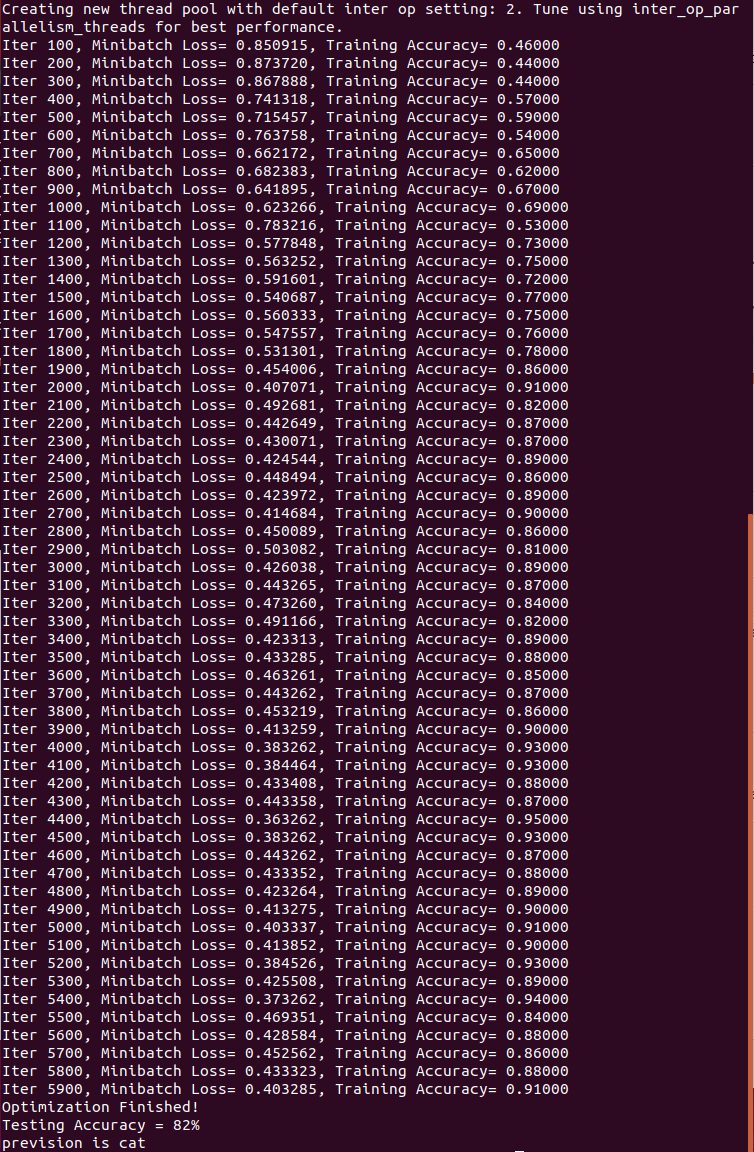 Creating new thread pool with default inter op setting: 2. Tune using inter_op_par
allelism_threads for best performance.
Iter 100, Minibatch Loss= 0.850915, Training Accuracy= 0.46000
Iter 200, Minibatch Loss= 0.873720, Training Accuracy= 0.44000
Iter 300, Minibatch Loss= 0.867888, Training Accuracy= 0.44000
Iter 400, Minibatch Loss= 0.741318, Training Accuracy= 0.57000
Iter 500, Minibatch Loss= 0.715457, Training Accuracy= 0.59000
Iter 600, Minibatch Loss= 0.763758, Training Accuracy= 0.54000
Iter 700, Minibatch Loss= 0.662172, Training Accuracy= 0.65000
Iter 800, Minibatch Loss= 0.682383, Training Accuracy= 0.62000
Iter 900, Minibatch Loss= 0.641895, Training Accuracy= 0.67000
Iter 1000, Minibatch Loss= 0.623266, Training Accuracy= 0.69000
Iter 1100, Minibatch Loss= 0.783216, Training Accuracy= 0.53000
Iter 1200, Minibatch Loss= 0.577848, Training Accuracy= 0.73000
Iter 1300, Minibatch Loss= 0.563252, Training Accuracy= 0.75000
Iter 1400, Minibatch Loss= 0.591601, Training Accuracy= 0.72000
Iter 1500, Minibatch Loss= 0.540687, Training Accuracy= 0.77000
Iter 1600, Minibatch Loss= 0.560333, Training Accuracy= 0.75000
Iter 1700, Minibatch Loss= 0.547557, Training Accuracy= 0.76000
Iter 1800, Minibatch Loss= 0.531301, Training Accuracy= 0.78000
Iter 1900, Minibatch Loss= 0.454006, Training Accuracy= 0.86000
Iter 2000, Minibatch Loss= 0.407071, Training Accuracy= 0.91000
Iter 2100, Minibatch Loss= 0.492681, Training Accuracy= 0.82000
Iter 2200, Minibatch Loss= 0.442649, Training Accuracy= 0.87000
Iter 2300, Minibatch Loss= 0.430071, Training Accuracy= 0.87000
Iter 2400, Minibatch Loss= 0.424544, Training Accuracy= 0.89000
Iter 2500, Minibatch Loss= 0.448494, Training Accuracy= 0.86000
Iter 2600, Minibatch Loss= 0.423972, Training Accuracy= 0.89000
Iter 2700, Minibatch Loss= 0.414684, Training Accuracy= 0.90000
Iter 2800, Minibatch Loss= 0.450089, Training Accuracy= 0.86000
Iter 2900, Minibatch Loss= 0.503082, Training Accuracy= 0.81000
Iter 3000, Minibatch Loss= 0.426038, Training Accuracy= 0.89000
Iter 3100, Minibatch Loss= 0.443265, Training Accuracy= 0.87000
Iter 3200, Minibatch Loss= 0.473260, Training Accuracy= 0.84000
Iter 3300, Minibatch Loss= 0.491166, Training Accuracy= 0.82000
Iter 3400, Minibatch Loss= 0.423313, Training Accuracy= 0.89000
Iter 3500, Minibatch Loss= 0.433285, Training Accuracy= 0.88000
Iter 3600, Minibatch Loss= 0.463261, Training Accuracy= 0.85000
Iter 3700, Minibatch Loss= 0.443262, Training Accuracy= 0.87000
Iter 3800, Minibatch Loss= 0.453219, Training Accuracy= 0.86000
Iter 3900, Minibatch Loss= 0.413259, Training Accuracy= 0.90000
Iter 4000, Minibatch Loss= 0.383262, Training Accuracy= 0.93000
Iter 4100, Minibatch Loss= 0.384464, Training Accuracy= 0.93000
Iter 4200, Minibatch Loss= 0.433408, Training Accuracy= 0.88000
Iter 4300, Minibatch Loss= 0.443358, Training Accuracy= 0.87000
Iter 4400, Minibatch Loss= 0.363262, Training Accuracy= 0.95000
Iter 4500, Minibatch Loss= 0.383262, Training Accuracy= 0.93000
Iter 4600, Minibatch Loss= 0.443262, Training Accuracy= 0.87000
Iter 4700, Minibatch Loss= 0.433352, Training Accuracy= 0.88000
Iter 4800, Minibatch Loss= 0.423264, Training Accuracy= 0.89000
Iter 4900, Minibatch Loss= 0.413275, Training Accuracy= 0.90000
Iter 5000, Minibatch Loss= 0.403337, Training Accuracy= 0.91000
Iter 5100, Minibatch Loss= 0.413852, Training Accuracy= 0.90000
Iter 5200, Minibatch Loss= 0.384526, Training Accuracy= 0.93000
Iter 5300, Minibatch Loss= 0.425508, Training Accuracy= 0.89000
Iter 5400, Minibatch Loss= 0.373262, Training Accuracy= 0.94000
Iter 5500, Minibatch Loss= 0.469351, Training Accuracy= 0.84000
Iter 5600, Minibatch Loss= 0.428584, Training Accuracy= 0.88000
Iter 5700, Minibatch Loss= 0.452562, Training Accuracy= 0.86000
Iter 5800, Minibatch Loss= 0.433323, Training Accuracy= 0.88000
Iter 5900, Minibatch Loss= 0.403285, Training Accuracy= 0.91000
Optimization Finished!
Testing Accuracy = 82%
prevision is cat